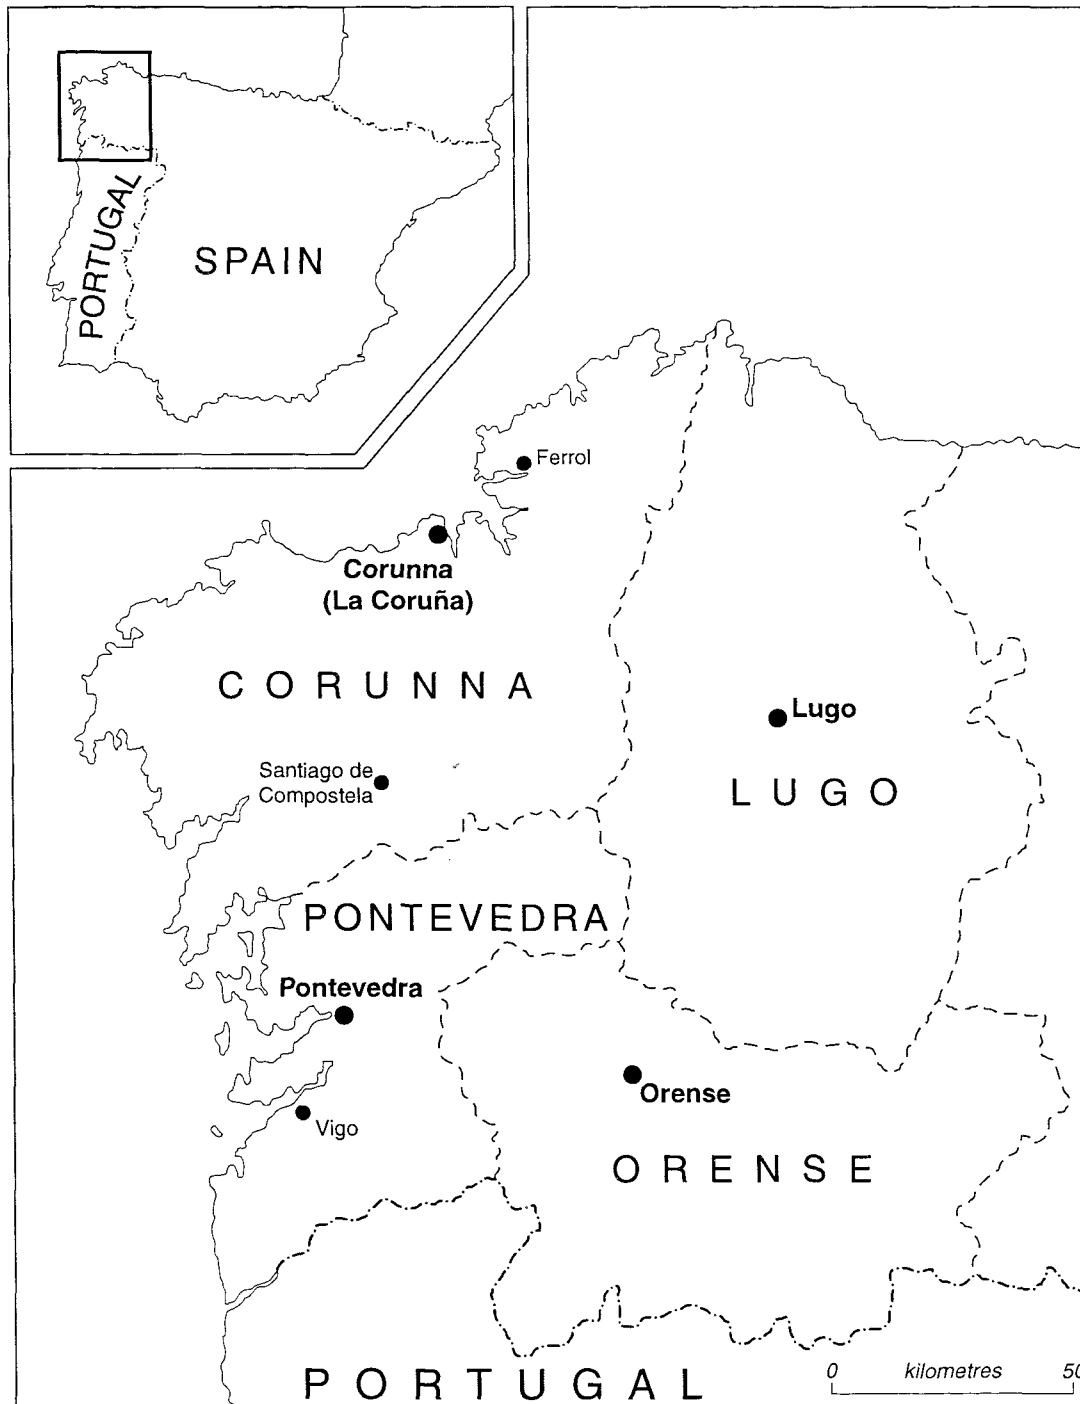 PORTUGAL
SPAIN
Ferrol
Corunna
(La Coruña)
CORUNNA
Lugo
Santiago de
Compostela
LUGO
PONTEVEDRA
Pontevedra
Orense
Vigo
ORENSE
PORTUGAL
0 kilometres 50